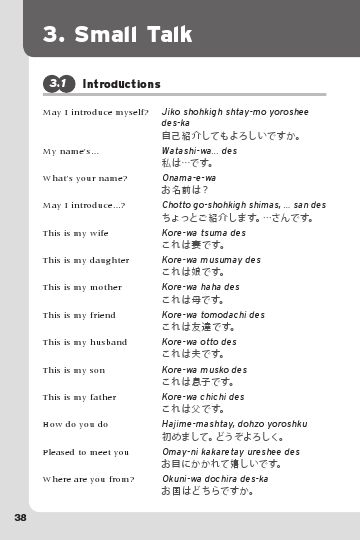 3. Small Talk
3.1 Introductions
May I introduce myself? Jiko shohkigh shtay-mo yoroshee
des-ka
自己紹介してもよろしいですか。
My name's... Watashi-wa... des
私は…です。
What's your name? Onama-e-wa
お名前は？
May I introduce...? Chotto go-shohkigh shimas, ... san des
ちょっとご紹介します。…さんです。
This is my wife Kore-wa tsuma des
これは妻です。
This is my daughter Kore-wa musumay des
これは娘です。
This is my mother Kore-wa haha des
これは母です。
This is my friend Kore-wa tomodachi des
これは友達です。
This is my husband Kore-wa otto des
これは夫です。
This is my son Kore-wa musko des
これは息子です。
This is my father Kore-wa chichi des
これは父です。
How do you do Hajime-mashtay, dohzo yoroshku
初めまして。どうぞよろしく。
Pleased to meet you Omay-ni kakaretay ureshee des
お目にかかれて嬉しいです。
Where are you from? Okuni-wa dochira des-ka
お国はどちらですか。
38